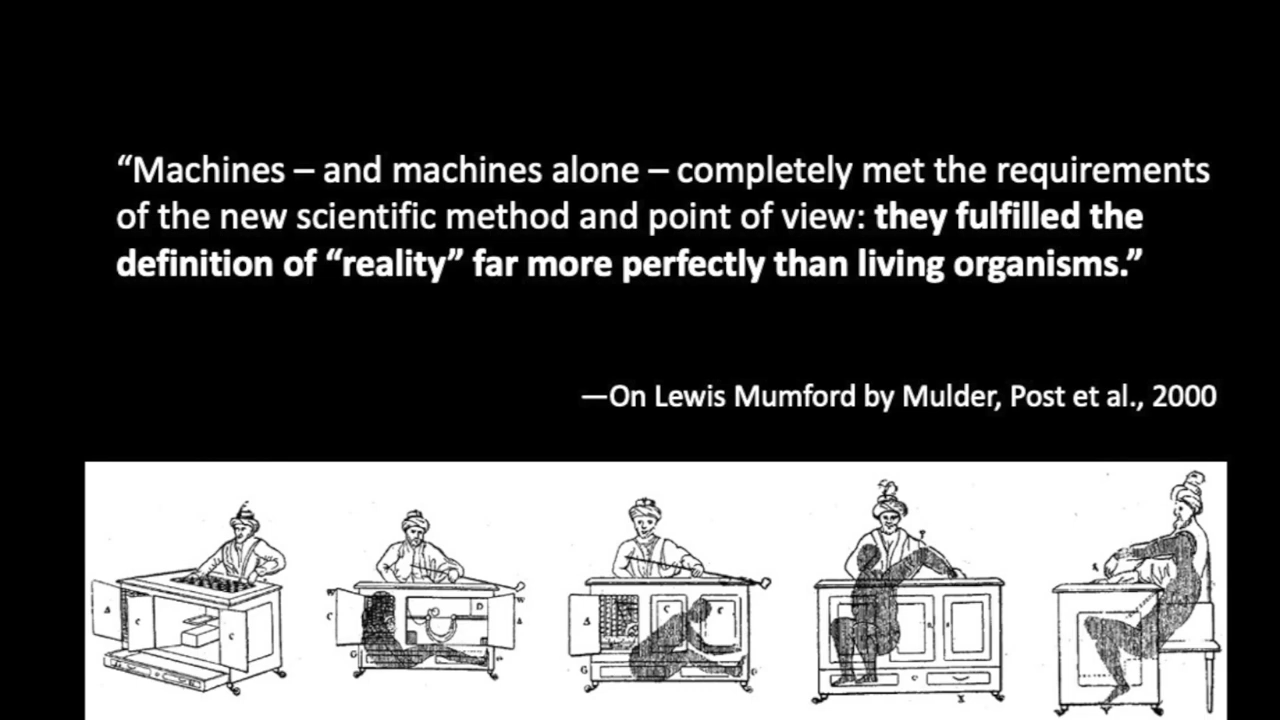 “Machines – and machines alone – completely met the requirements
of the new scientific method and point of view: they fulfilled the
definition of “reality” far more perfectly than living organisms.”
—On Lewis Mumford by Mulder, Post et al., 2000